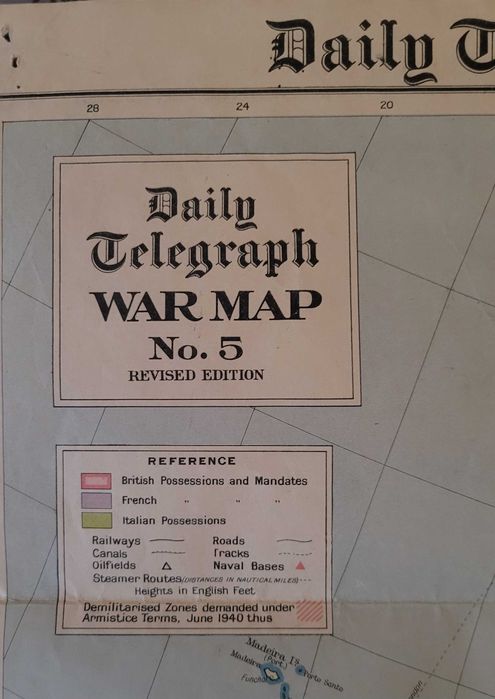 Daily
28 24 20
Daily
Telegraph
WAR MAP
No. 5
REVISED EDITION
REFERENCE
British Possessions and Mandates
French " " "
Italian Possessions
Railways Roads
Canals Tracks
Oilfields Naval Bases
Steamer Routes (DISTANCES IN NAUTICAL MILES)
Heights in English Feet
Demilitarised Zones demanded under
Armistice Terms, June 1940 thus
Madeira Is.
(Port.)
Madeira Porto Santo